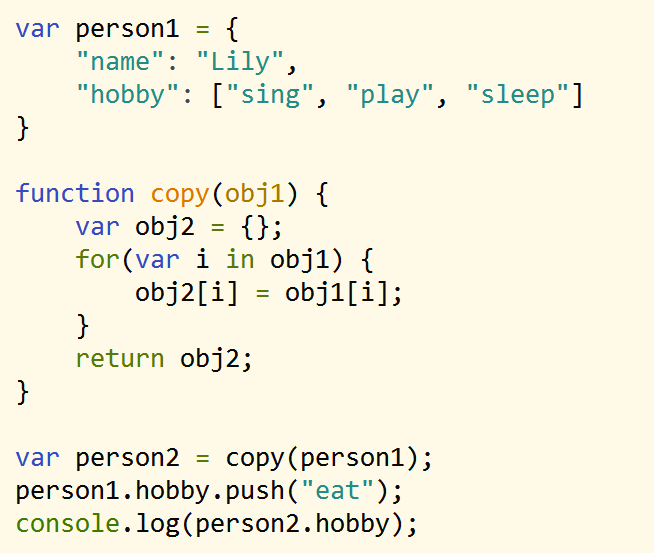 var person1 = {
    "name": "Lily",
    "hobby": ["sing", "play", "sleep"]
}

function copy(obj1) {
    var obj2 = {};
    for(var i in obj1) {
        obj2[i] = obj1[i];
    }
    return obj2;
}

var person2 = copy(person1);
person1.hobby.push("eat");
console.log(person2.hobby);